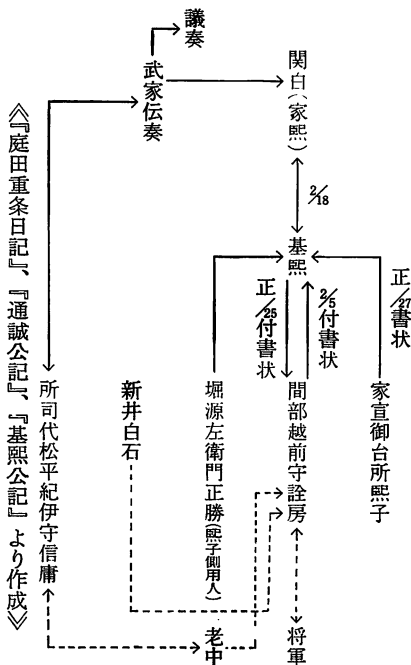 議奏
武家伝奏
関白(家熙)
2/18
基熙
正/27書状
2/5付書状
正/25付書状
家宣御台所熙子
間部越前守詮房
堀源左衛門正勝(熙子側用人)
新井白石
所司代松平紀伊守信庸
将軍
老中
《『庭田重条日記』、『通誠公記』、『基熙公記』より作成》